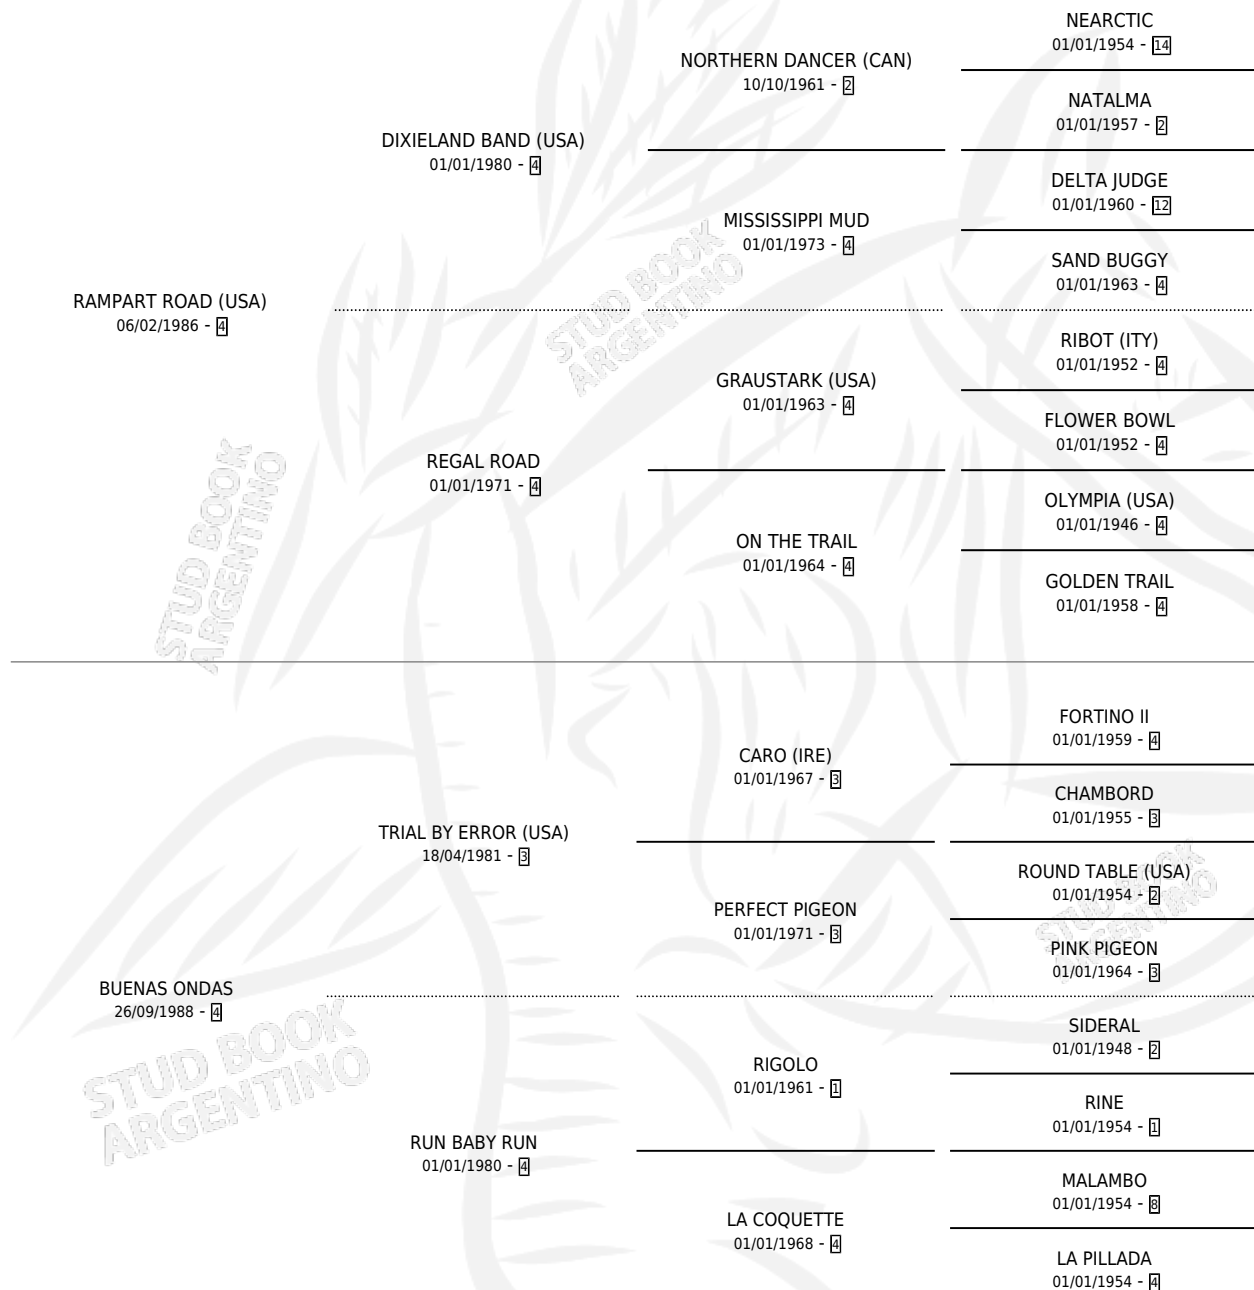 NEARCTIC
01/01/1954 - 14
NORTHERN DANCER (CAN)
10/10/1961 - 2
NATALMA
01/01/1957 - 2
DIXIELAND BAND (USA)
01/01/1980 - 4
DELTA JUDGE
01/01/1960 - 12
MISSISSIPPI MUD
01/01/1973 - 4
SAND BUGGY
01/01/1963 - 4
RAMPART ROAD (USA)
06/02/1986 - 4
RIBOT (ITY)
01/01/1952 - 4
GRAUSTARK (USA)
01/01/1963 - 4
FLOWER BOWL
01/01/1952 - 4
REGAL ROAD
01/01/1971 - 4
OLYMPIA (USA)
01/01/1946 - 4
ON THE TRAIL
01/01/1964 - 4
GOLDEN TRAIL
01/01/1958 - 4
FORTINO II
01/01/1959 - 4
CARO (IRE)
01/01/1967 - 3
CHAMBORD
01/01/1955 - 3
TRIAL BY ERROR (USA)
18/04/1981 - 3
ROUND TABLE (USA)
01/01/1954 - 2
PERFECT PIGEON
01/01/1971 - 3
PINK PIGEON
01/01/1964 - 3
BUENAS ONDAS
26/09/1988 - 4
SIDERAL
01/01/1948 - 2
RIGOLO
01/01/1961 - 1
RINE
01/01/1954 - 1
RUN BABY RUN
01/01/1980 - 4
MALAMBO
01/01/1954 - 8
LA COQUETTE
01/01/1968 - 4
LA PILLADA
01/01/1954 - 4
STUD BOOK
ARGENTINO
STUD BOOK
ARGENTINO
STUD BOOK
ARGENTINO
STUD BOOK
ARGENTINO